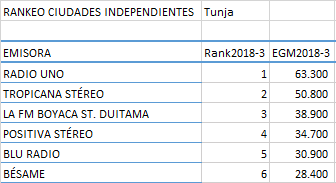 RANKEO CIUDADES INDEPENDIENTES Tunja
EMISORA Rank2018-3 EGM2018-3
RADIO UNO 1 63.300
TROPICANA STÉREO 2 50.800
LA FM BOYACA ST. DUITAMA 3 38.900
POSITIVA STÉREO 4 34.700
BLU RADIO 5 30.900
BÉSAME 6 28.400